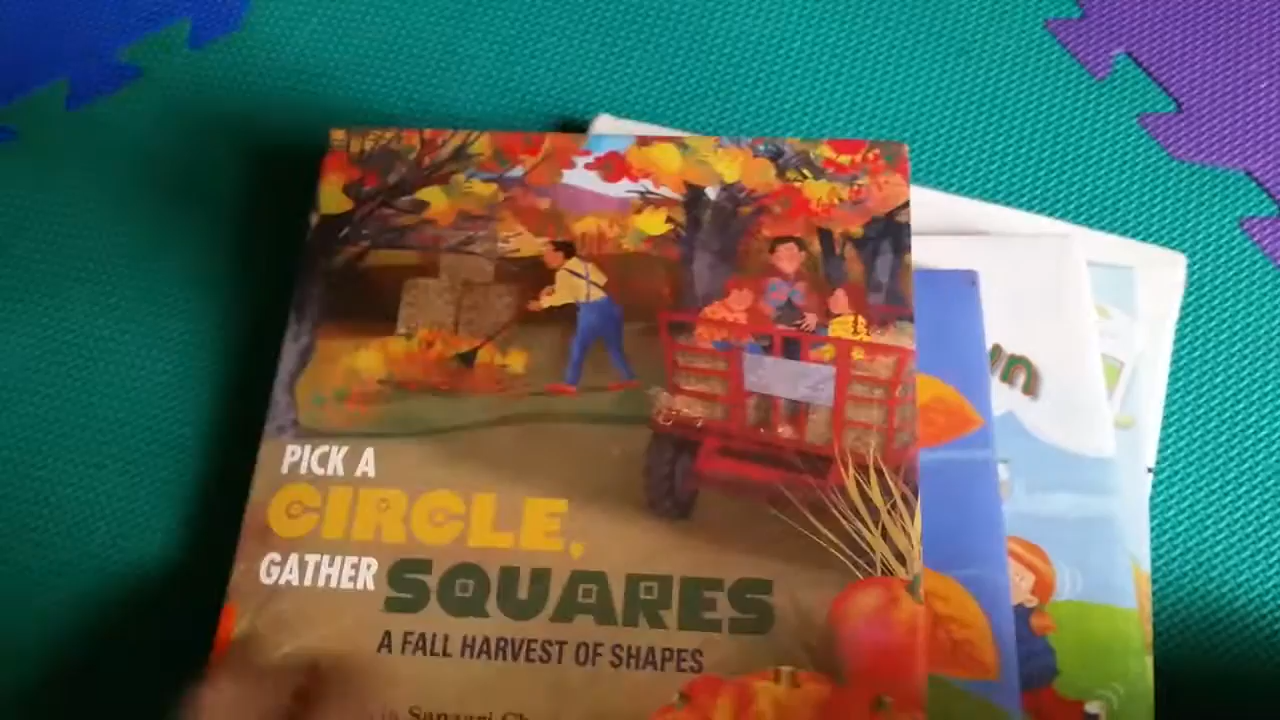 PICK A
CIRCLE,
GATHER SQUARES
A FALL HARVEST OF SHAPES